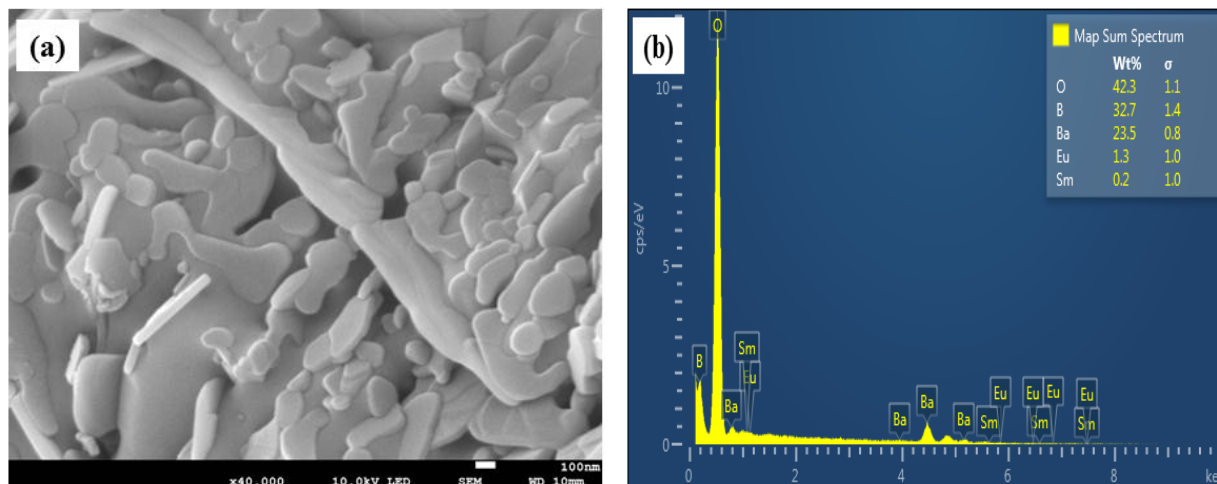 (a)
x40,000 10.0kV LED SEM WD 10mm
100nm
(b)
Map Sum Spectrum
Wt% σ
O 42.3 1.1
B 32.7 1.4
Ba 23.5 0.8
Eu 1.3 1.0
Sm 0.2 1.0
cps/eV
10
5
0
O
B
Ba
Sm
Eu
Ba
Ba
Ba
Sm
Eu
Eu
Sm
Eu
Eu
Sm
0 2 4 6 8 ke